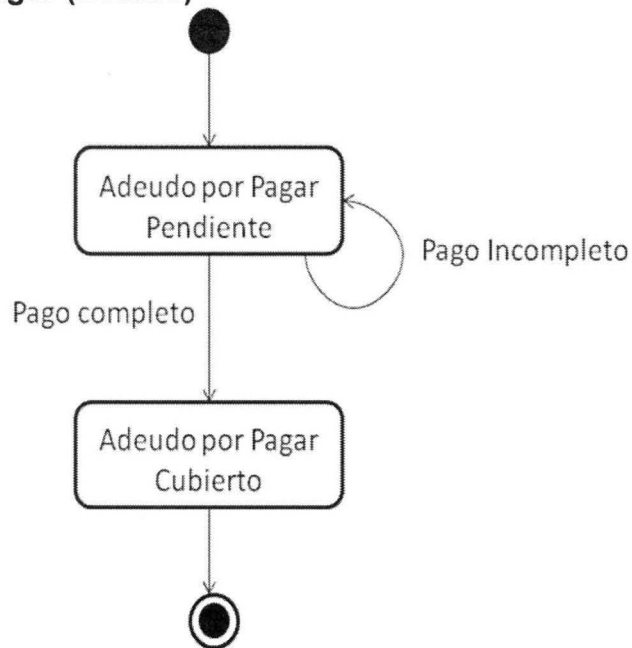 Adeudo por Pagar
Pendiente
Pago Incompleto
Pago completo
Adeudo por Pagar
Cubierto